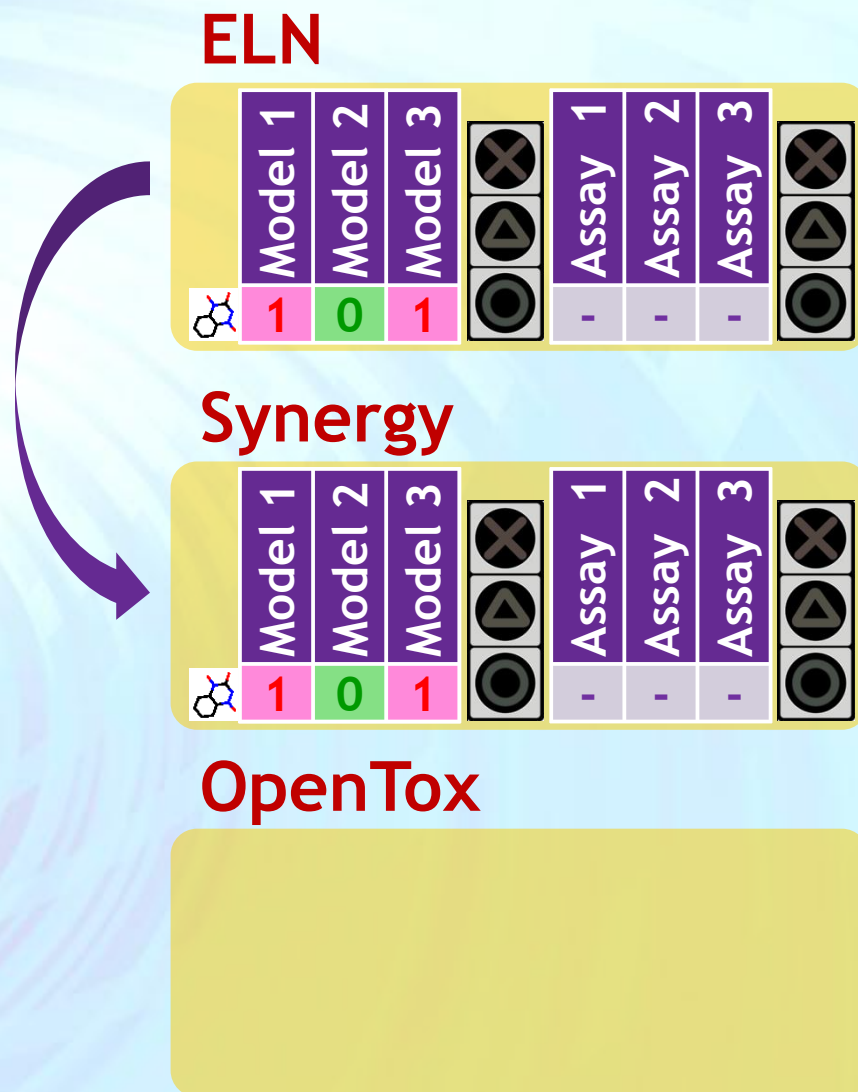 ELN
Model 1
Model 2
Model 3
Assay 1
Assay 2
Assay 3
1 0 1 - - -
Synergy
Model 1
Model 2
Model 3
Assay 1
Assay 2
Assay 3
1 0 1 - - -
OpenTox